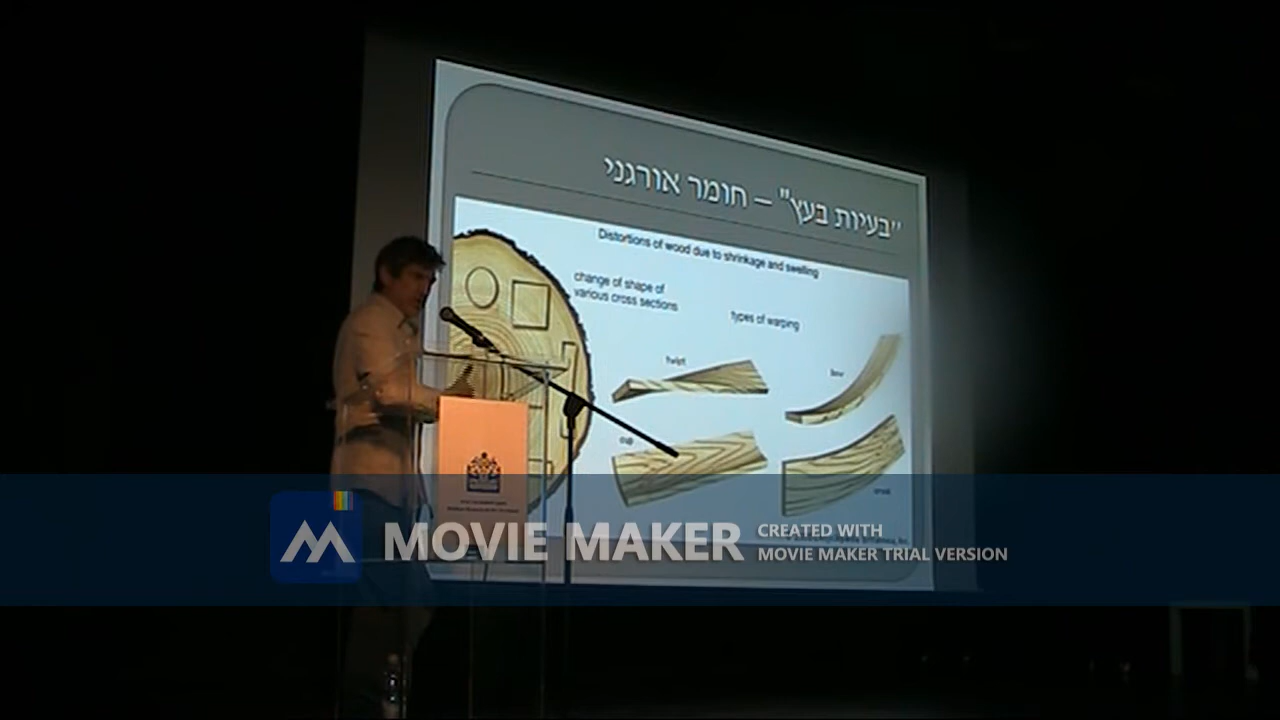 "בעיות בעץ" – חומר אורגני
Distortions of wood due to shrinkage and swelling
change of shape of
various cross sections
types of warping
twist
bow
cup
MOVIE MAKER
CREATED WITH
MOVIE MAKER TRIAL VERSION